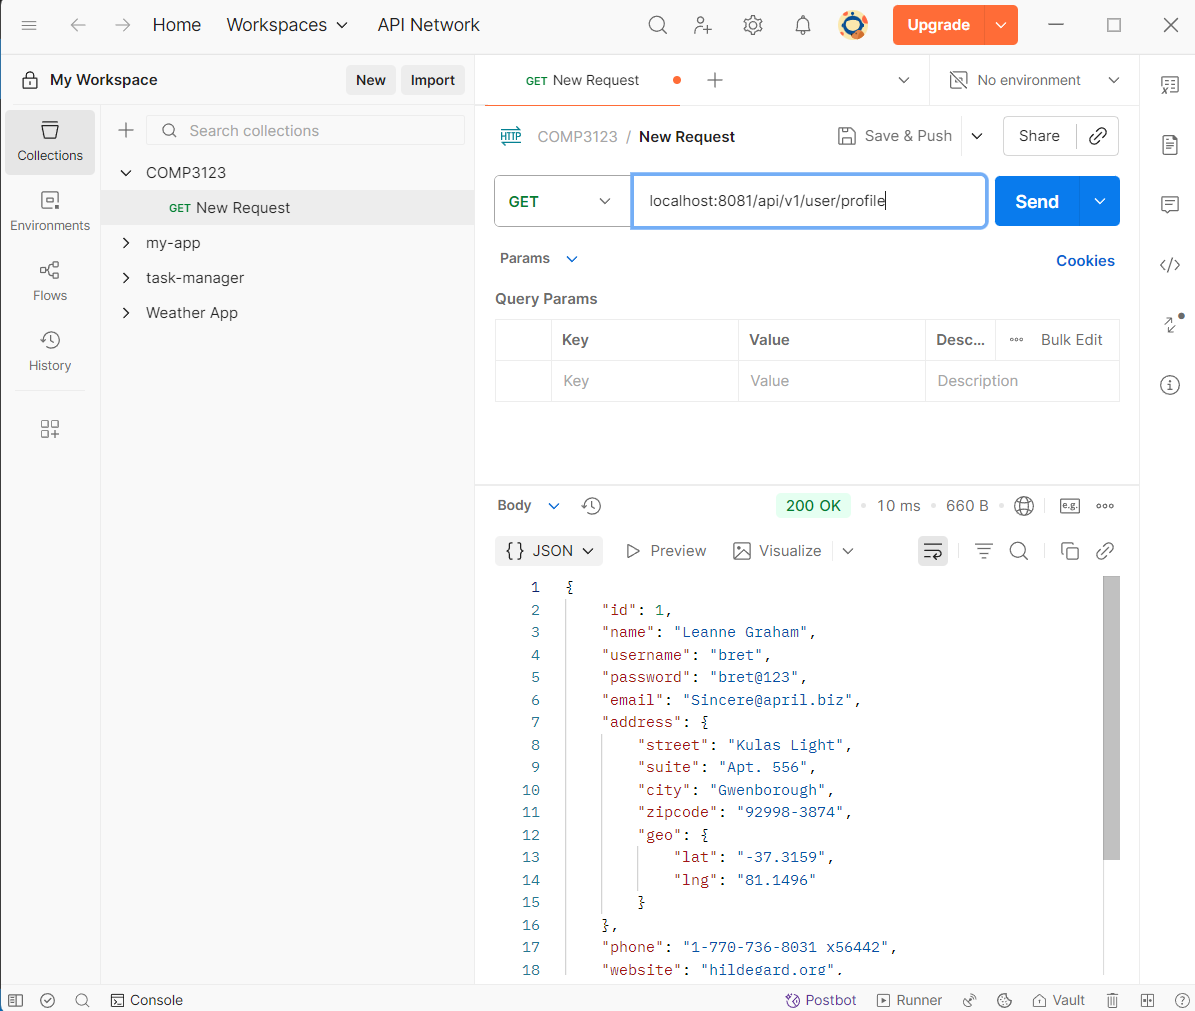 Home Workspaces API Network Upgrade
My Workspace New Import GET New Request No environment
Collections
Search collections
COMP3123
GET New Request
my-app
task-manager
Weather App
Environments
Flows
History
HTTP COMP3123 / New Request Save & Push Share
GET localhost:8081/api/v1/user/profile Send
Params Cookies
Query Params
Key Value Desc... Bulk Edit
Key Value Description
Body 200 OK 10 ms 660 B e.g.
{} JSON Preview Visualize
1 {
2 "id": 1,
3 "name": "Leanne Graham",
4 "username": "bret",
5 "password": "bret@123",
6 "email": "Sincere@april.biz",
7 "address": {
8 "street": "Kulas Light",
9 "suite": "Apt. 556",
10 "city": "Gwenborough",
11 "zipcode": "92998-3874",
12 "geo": {
13 "lat": "-37.3159",
14 "lng": "81.1496"
15 }
16 },
17 "phone": "1-770-736-8031 x56442",
18 "website": "hildegard.org",
Console Postbot Runner Vault